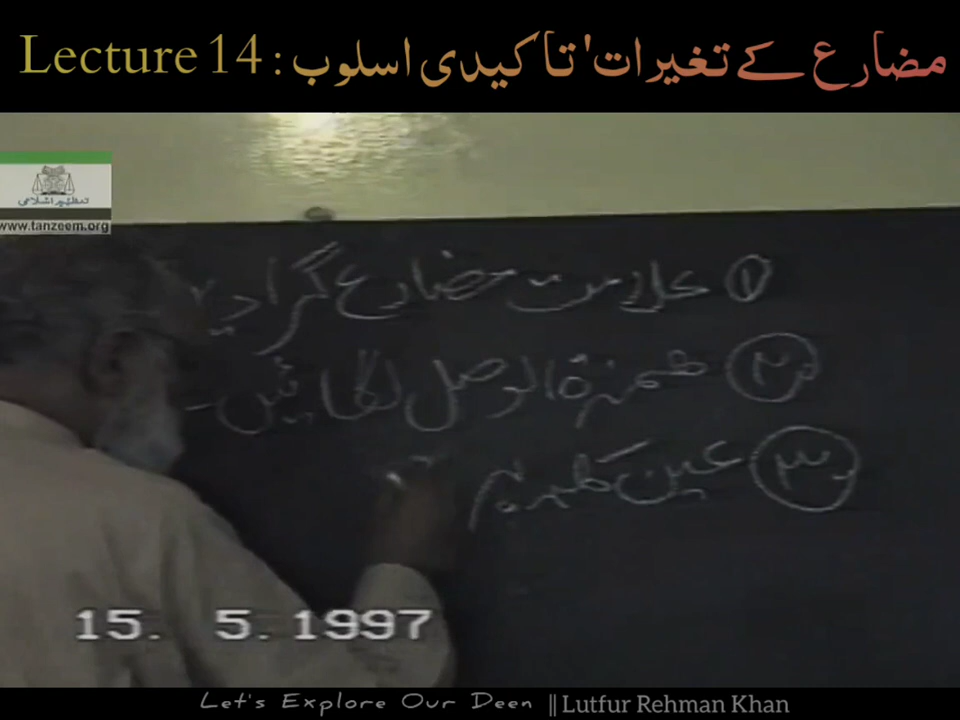 Lecture 14 : مضارع کے تغیرات' تاکیدی اسلوب
تنظیم اسلامی
www.tanzeem.org
① علامت مضارع گرا
② ھمزۃ الوصل لگائیں -
③ عین کلمہ پر
15. 5. 1997
Let's Explore Our Deen || Lutfur Rehman Khan